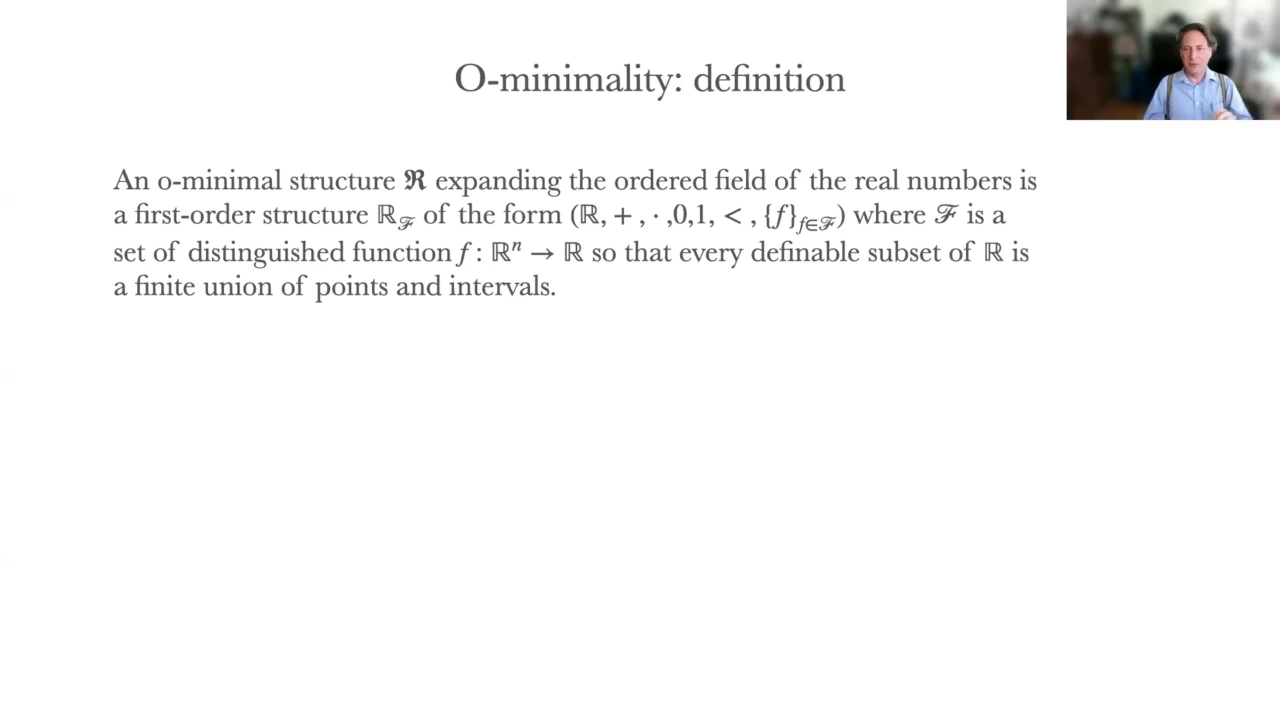 O-minimality: definition
An o-minimal structure ℜ expanding the ordered field of the real numbers is
a first-order structure ℝ_ℱ of the form (ℝ, + , · ,0,1, < , {f}_{f∈ℱ}) where ℱ is a
set of distinguished function f : ℝⁿ → ℝ so that every definable subset of ℝ is
a finite union of points and intervals.